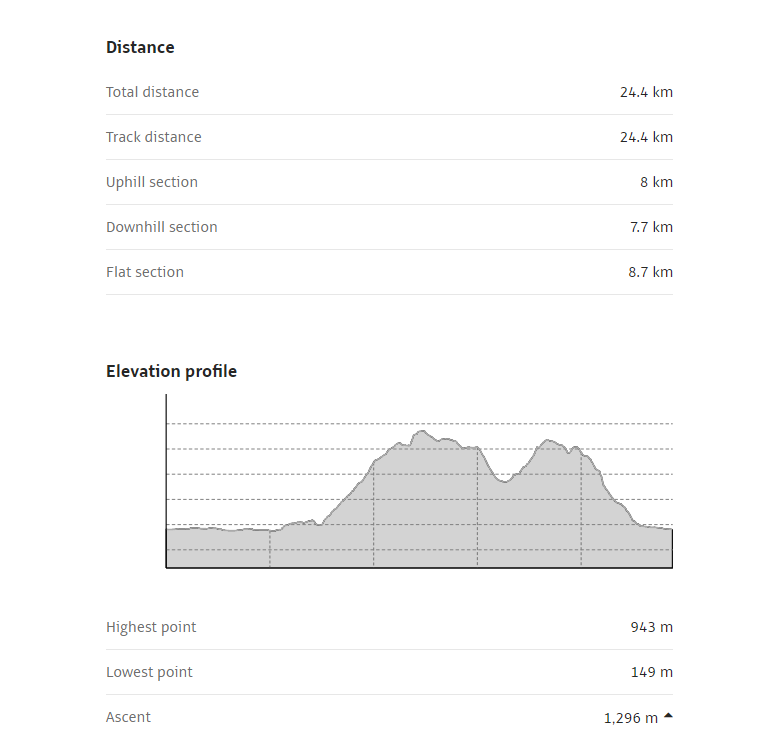 Distance
Total distance 24.4 km
Track distance 24.4 km
Uphill section 8 km
Downhill section 7.7 km
Flat section 8.7 km
Elevation profile
Highest point 943 m
Lowest point 149 m
Ascent 1,296 m